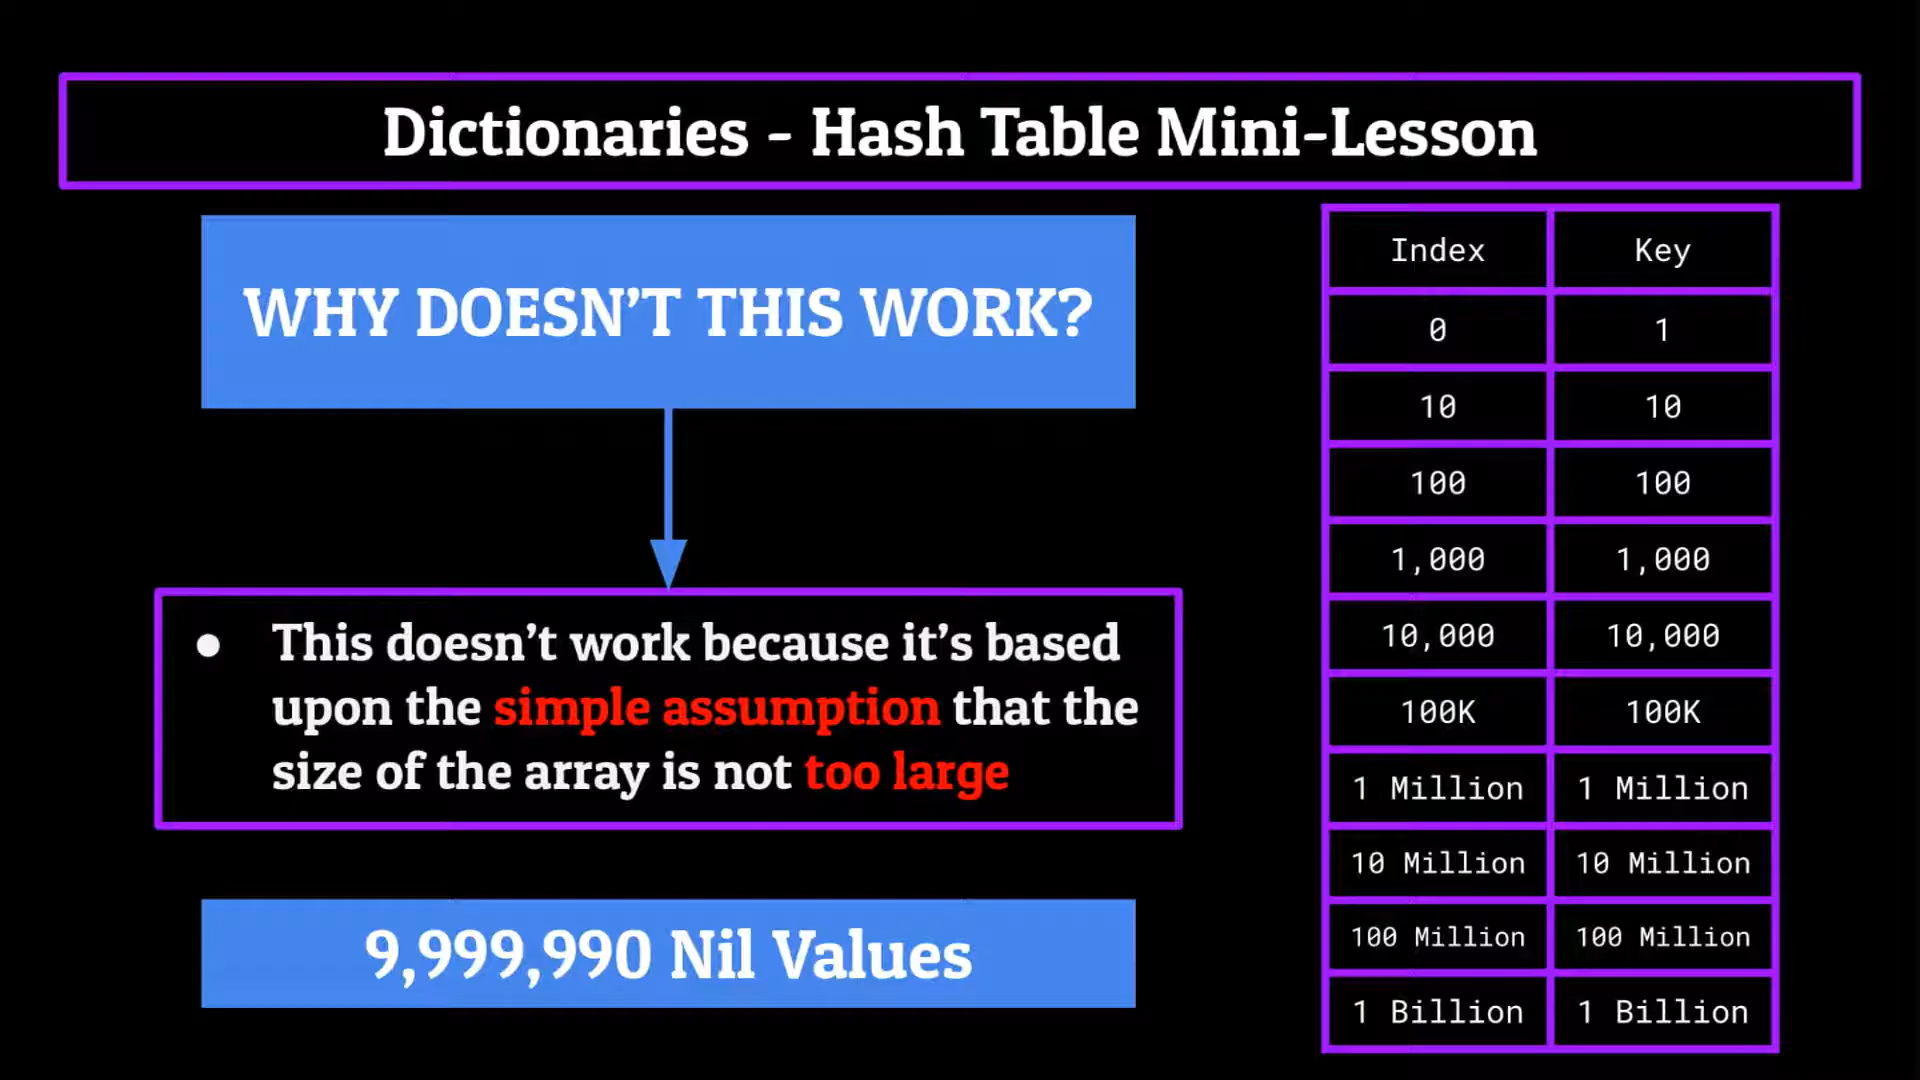 Dictionaries - Hash Table Mini-Lesson
WHY DOESN'T THIS WORK?
● This doesn't work because it's based
upon the simple assumption that the
size of the array is not too large
9,999,990 Nil Values
Index Key
0 1
10 10
100 100
1,000 1,000
10,000 10,000
100K 100K
1 Million 1 Million
10 Million 10 Million
100 Million 100 Million
1 Billion 1 Billion